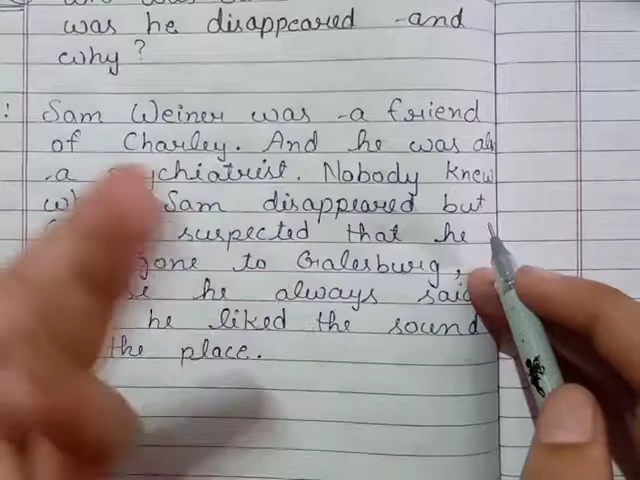 was he disappeared and
why?
: Sam Weiner was a friend
of Charley. And he was al
a chiatrist. Nobody knew
Sam disappeared but
suspected that he
gone to Galesburg,
he always said
he liked the sound
the place.